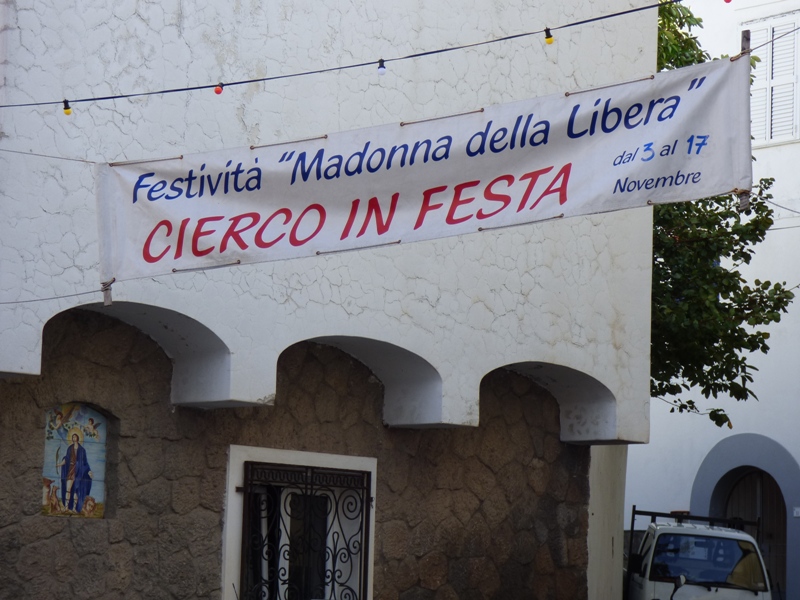 Festività "Madonna della Libera"
CIERCO IN FESTA
dal 3 al 17
Novembre